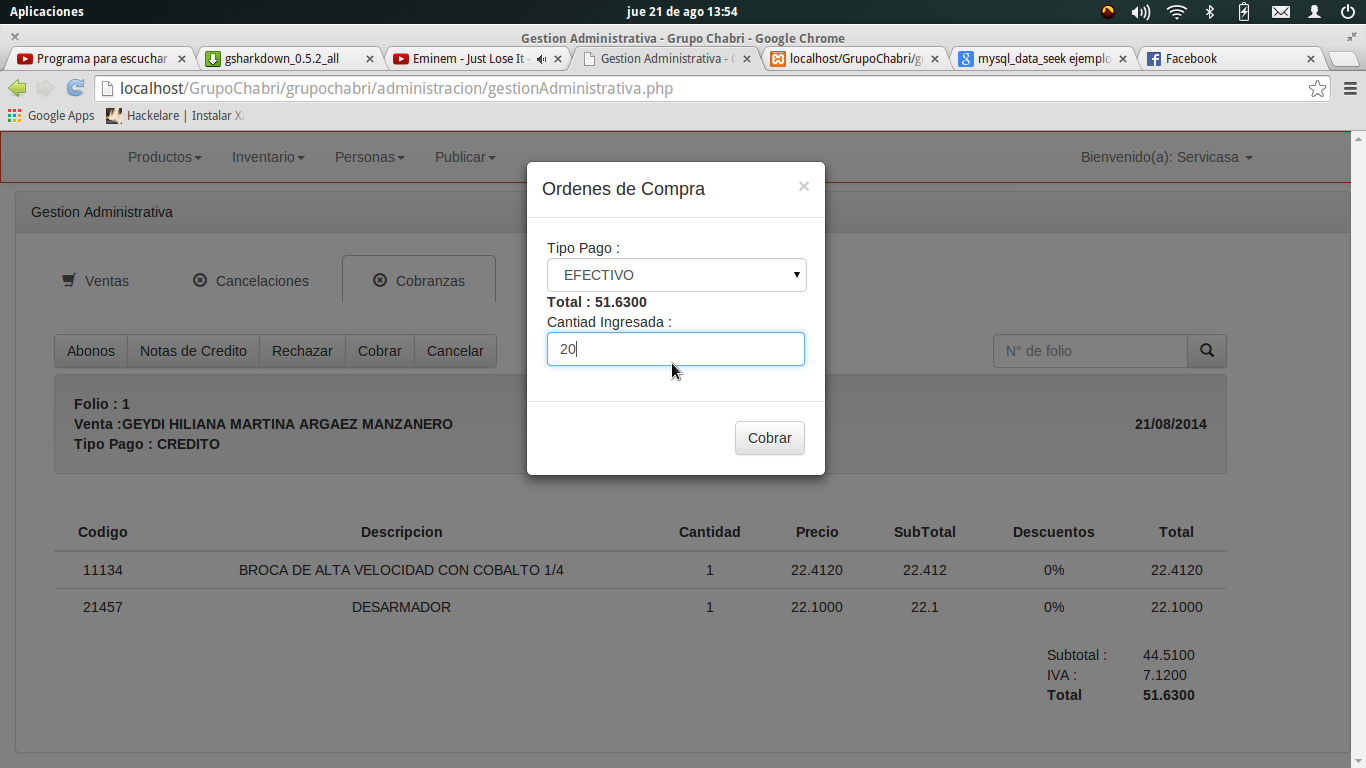 Aplicaciones
jue 21 de ago 13:54
Gestion Administrativa - Grupo Chabri - Google Chrome
Programa para escuchar
gsharkdown_0.5.2_all
Eminem - Just Lose It -
Gestion Administrativa -
localhost/GrupoChabri/g
mysql_data_seek ejemplo
Facebook
localhost/GrupoChabri/grupochabri/administracion/gestionAdministrativa.php
Google Apps
Hackelare | Instalar X
Productos
Inventario
Personas
Publicar
Bienvenido(a): Servicasa
Gestion Administrativa
Ventas
Cancelaciones
Cobranzas
Abonos
Notas de Credito
Rechazar
Cobrar
Cancelar
N° de folio
Folio : 1
Venta :GEYDI HILIANA MARTINA ARGAEZ MANZANERO
Tipo Pago : CREDITO
21/08/2014
Ordenes de Compra ×
Tipo Pago :
EFECTIVO
Total : 51.6300
Cantiad Ingresada :
20
Cobrar
Codigo Descripcion Cantidad Precio SubTotal Descuentos Total
11134 BROCA DE ALTA VELOCIDAD CON COBALTO 1/4 1 22.4120 22.412 0% 22.4120
21457 DESARMADOR 1 22.1000 22.1 0% 22.1000
Subtotal : 44.5100
IVA : 7.1200
Total 51.6300